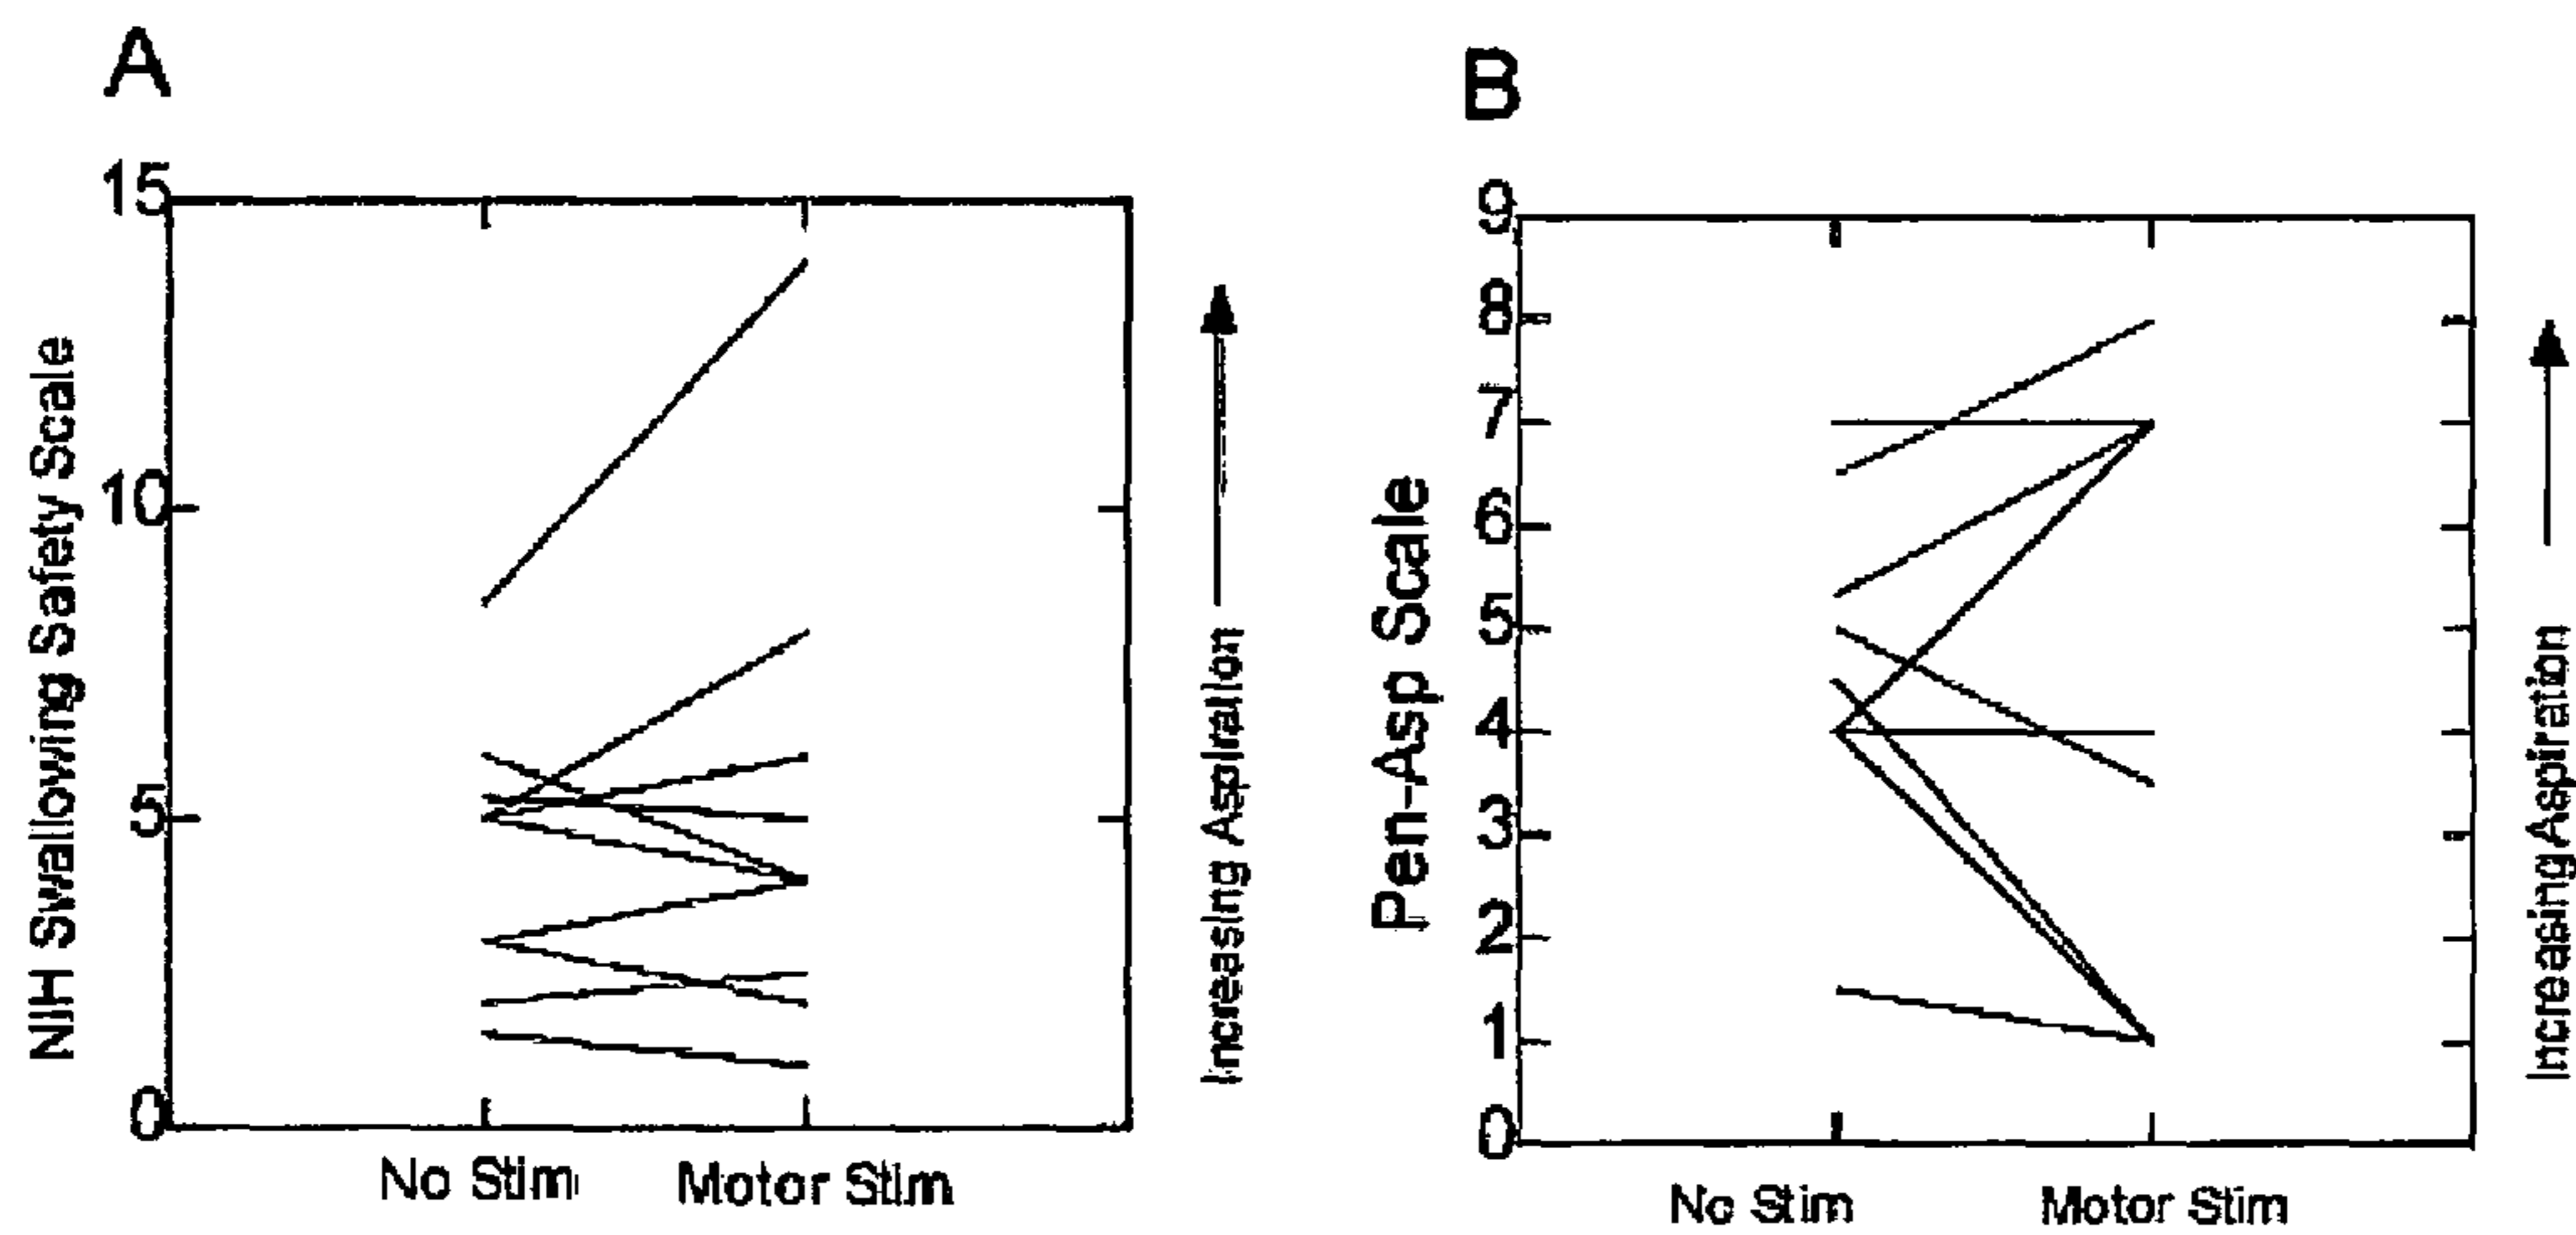 A
NIH Swallowing Safety Scale
15
10
5
0
No Stim
Motor Stim
Increasing Aspiration
B
Pen-Asp Scale
9
8
7
6
5
4
3
2
1
0
No Stim
Motor Stim
Increasing Aspiration